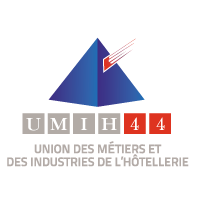 UMIH44
UNION DES MÉTIERS ET
DES INDUSTRIES DE L'HÔTELLERIE